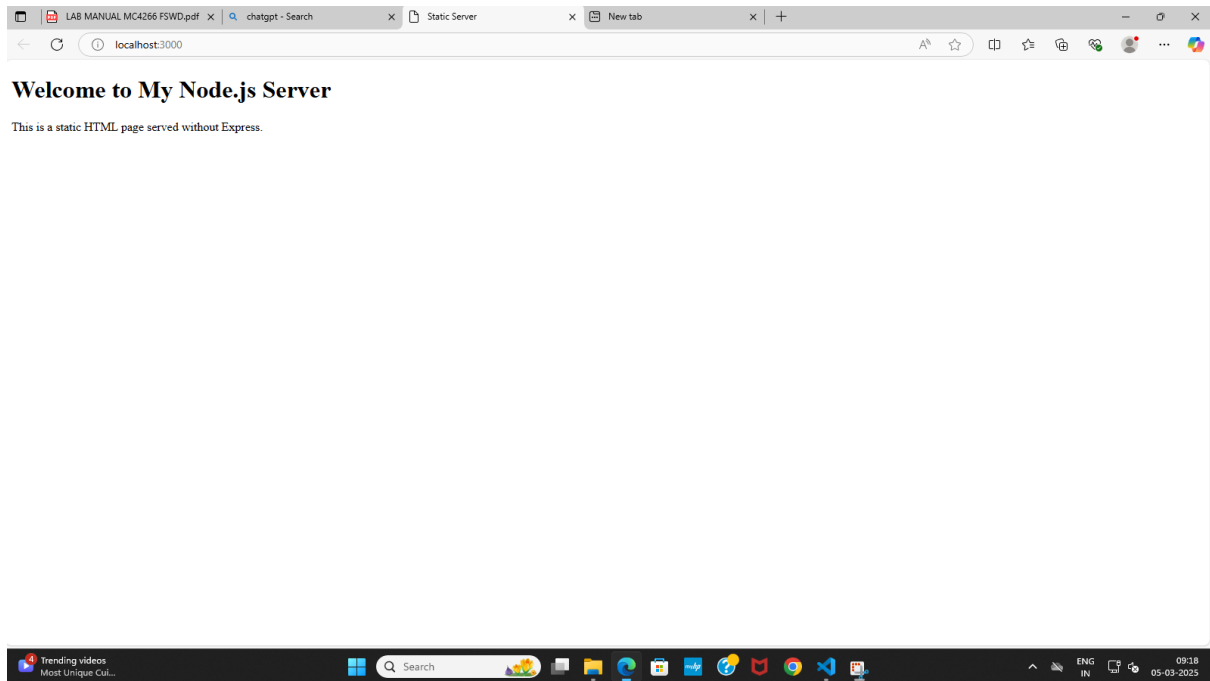 LAB MANUAL MC4266 FSWD.pdf
chatgpt - Search
Static Server
New tab
localhost:3000
Welcome to My Node.js Server
This is a static HTML page served without Express.
4
Trending videos
Most Unique Cui...
Search
mdp
ENG
IN
09:18
05-03-2025